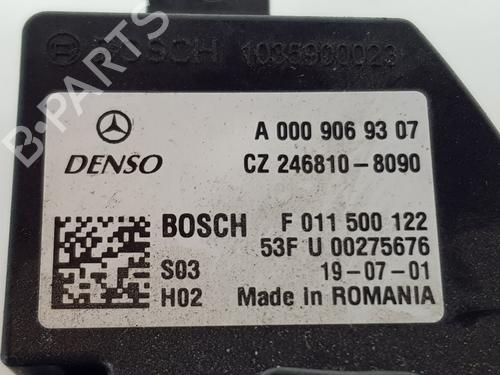 BOSCH 1035900023
A 000 906 93 07
DENSO CZ 246810-8090
BOSCH F 011 500 122
53F U 00275676
S03 19-07-01
H02 Made in ROMANIA
B-PARTS